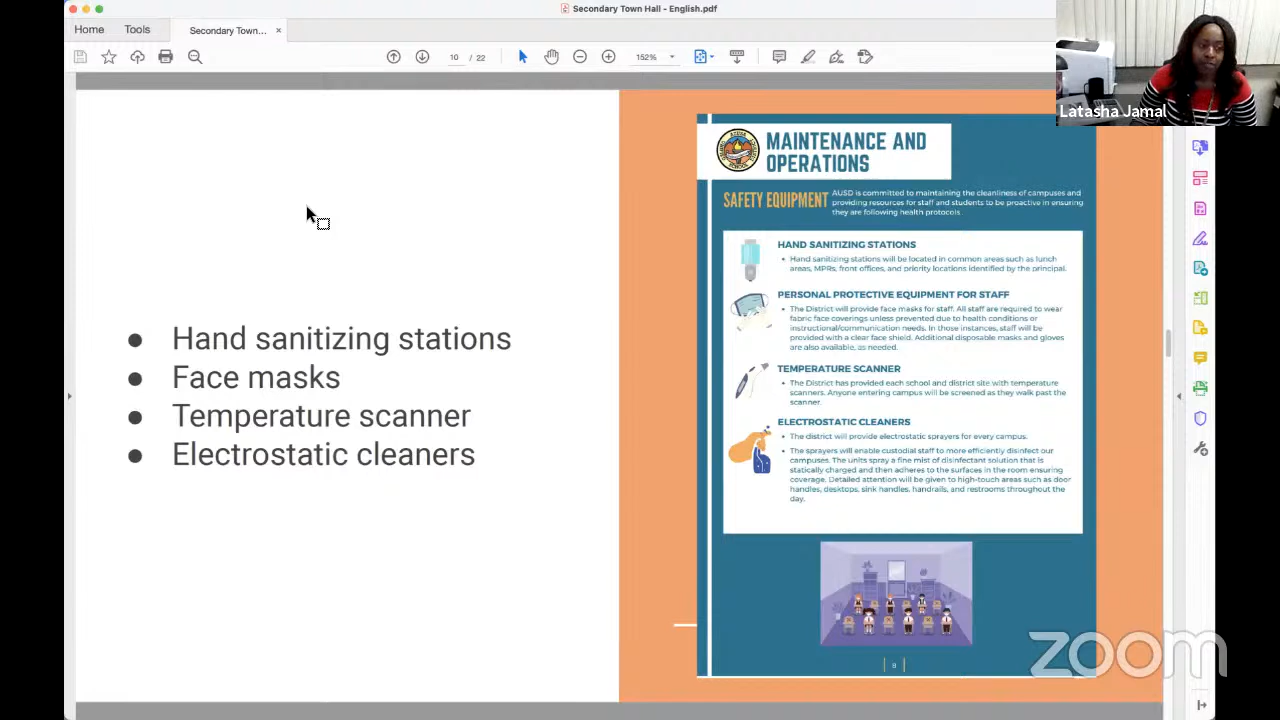 Secondary Town Hall - English.pdf
Home
Tools
Secondary Town...
10 / 22
152%
Latasha Jamal
Hand sanitizing stations
Face masks
Temperature scanner
Electrostatic cleaners
MAINTENANCE AND
OPERATIONS
SAFETY EQUIPMENT
AUSD is committed to maintaining the cleanliness of campuses and
providing resources for staff and students to be proactive in ensuring
they are following health protocols.
HAND SANITIZING STATIONS
• Hand sanitizing stations will be located in common areas such as lunch
areas, MPRs, front offices, and priority locations identified by the principal.
PERSONAL PROTECTIVE EQUIPMENT FOR STAFF
• The District will provide face masks for staff. All staff are required to wear
fabric face coverings unless prevented due to health conditions or
instructional/communication needs. In those instances, staff will be
provided with a clear face shield. Additional disposable masks and gloves
are also available, as needed.
TEMPERATURE SCANNER
• The District has provided each school and district site with temperature
scanners. Anyone entering campus will be screened as they walk past the
scanner.
ELECTROSTATIC CLEANERS
• The district will provide electrostatic sprayers for every campus.
• The sprayers will enable custodial staff to more efficiently disinfect our
campuses. The units spray a fine mist of disinfectant solution that is
statically charged and then adheres to the surfaces in the room ensuring
coverage. Detailed attention will be given to high-touch areas such as door
handles, desktops, sink handles, handrails, and restrooms throughout the
day.
9
zoom